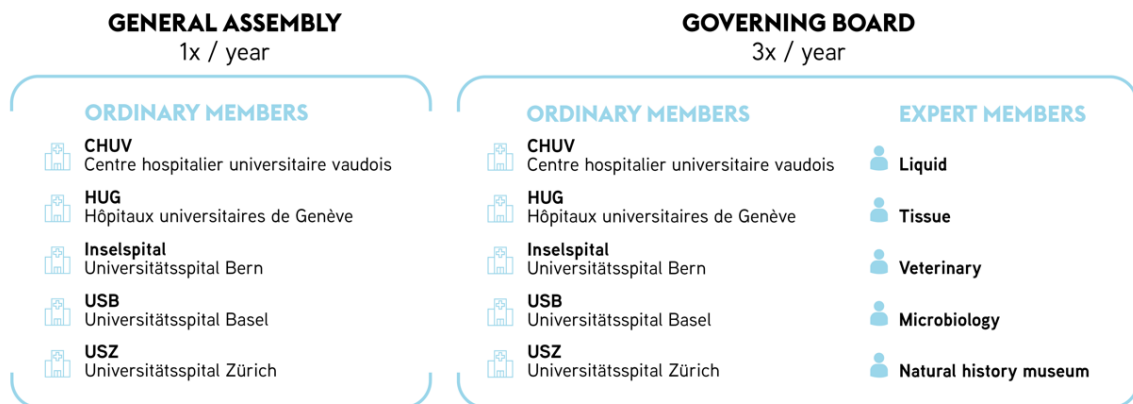 GENERAL ASSEMBLY
1x / year
ORDINARY MEMBERS
CHUV
Centre hospitalier universitaire vaudois
HUG
Hôpitaux universitaires de Genève
Inselspital
Universitätsspital Bern
USB
Universitätsspital Basel
USZ
Universitätsspital Zürich
GOVERNING BOARD
3x / year
ORDINARY MEMBERS
CHUV
Centre hospitalier universitaire vaudois
HUG
Hôpitaux universitaires de Genève
Inselspital
Universitätsspital Bern
USB
Universitätsspital Basel
USZ
Universitätsspital Zürich
EXPERT MEMBERS
Liquid
Tissue
Veterinary
Microbiology
Natural history museum